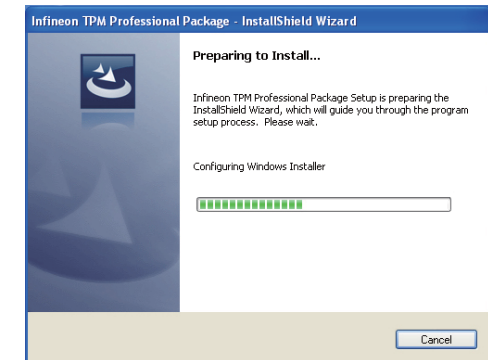 Infineon TPM Professional Package - InstallShield Wizard
Preparing to Install...
Infineon TPM Professional Package Setup is preparing the
InstallShield Wizard, which will guide you through the program
setup process. Please wait.
Configuring Windows Installer
Cancel